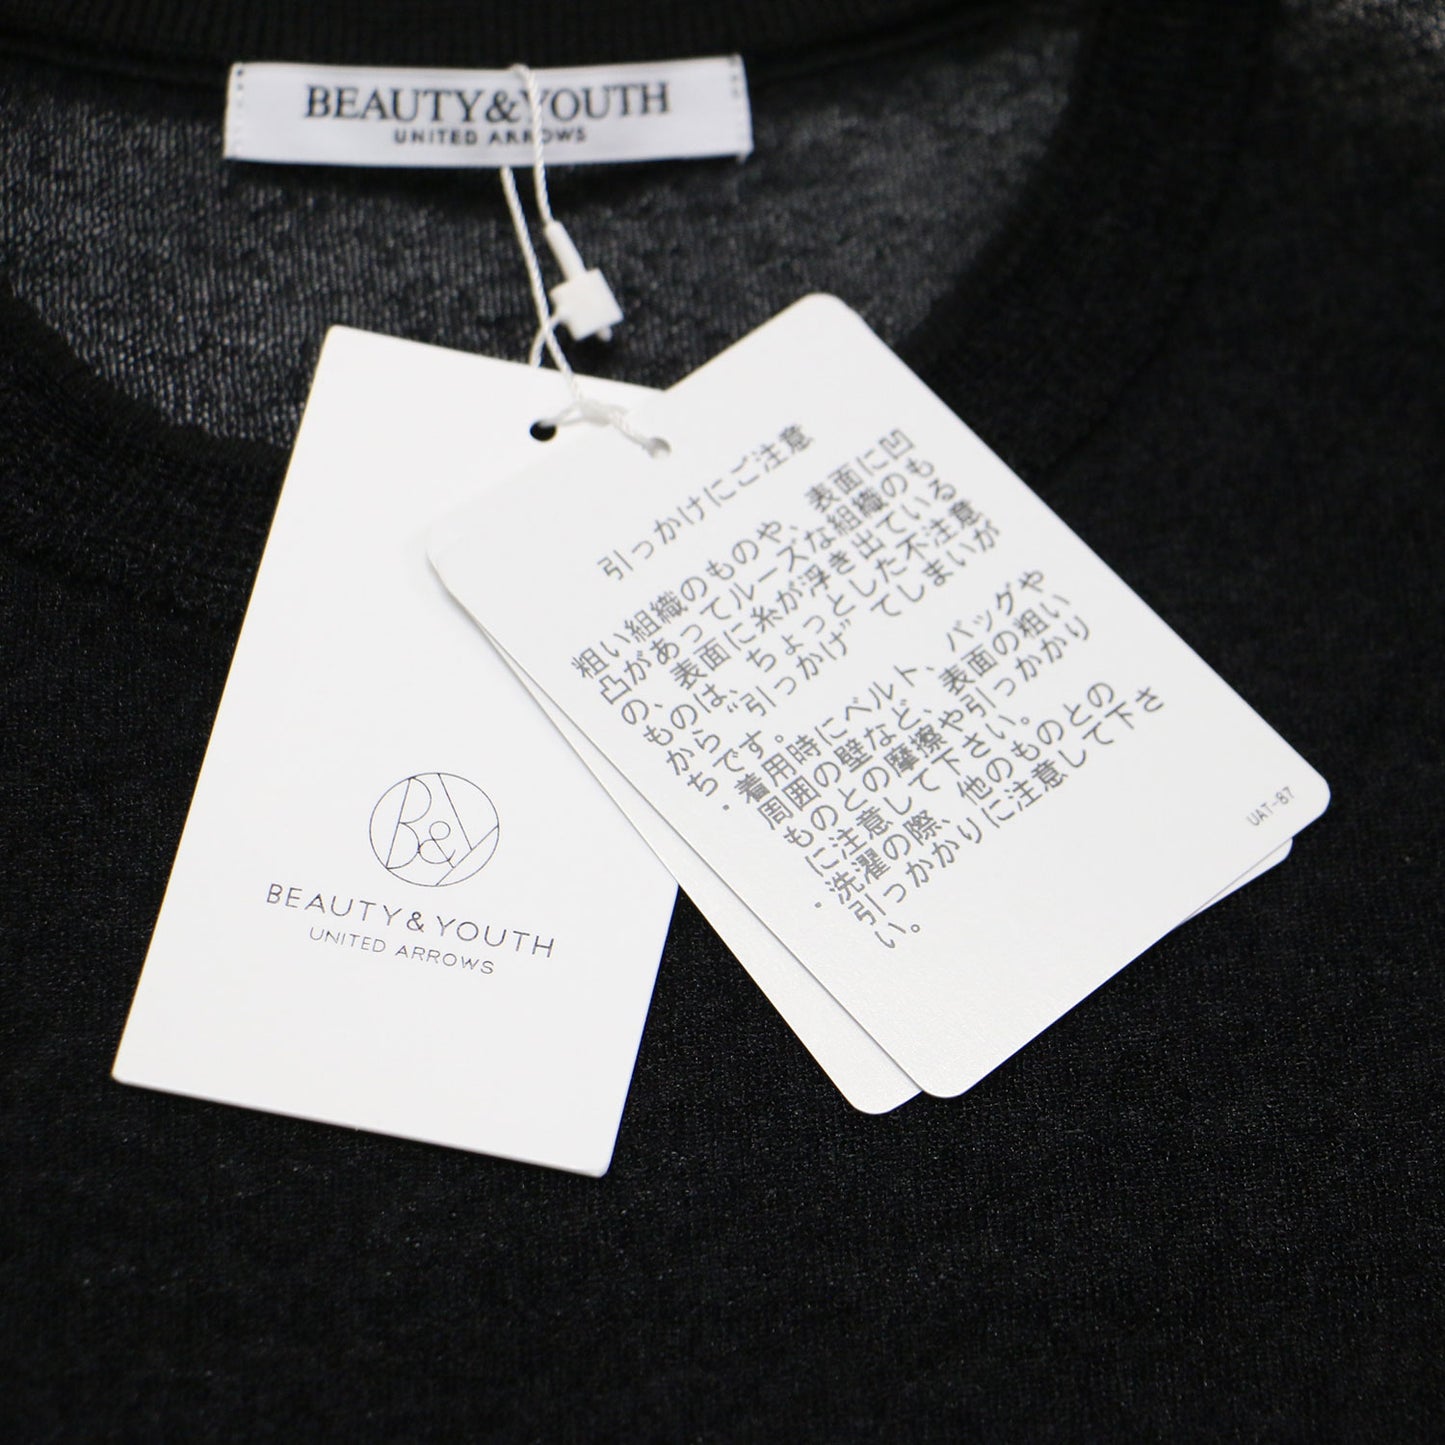 BEAUTY&YOUTH
UNITED ARROWS
B&Y
BEAUTY & YOUTH
UNITED ARROWS
引っかけにご注意
粗い組織のものや、表面に凹
凸があってルーズな組織のも
の、表面に糸が浮き出ている
ものは、ちょっとした不注意
から“引っかけ”てしまいが
ちです。
・着用時にベルト、バッグや
周囲の壁など、表面の粗い
ものとの摩擦や引っかかり
に注意して下さい。
・洗濯の際、他のものとの
引っかかりに注意して下さ
い。
UAT-87